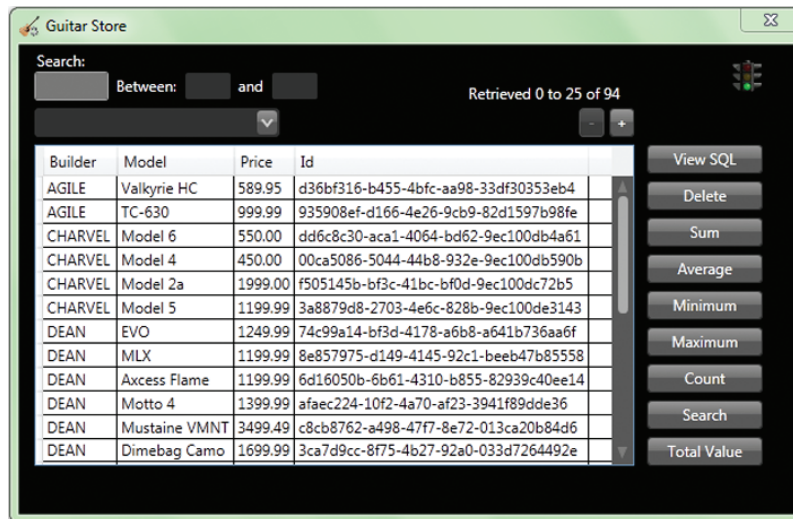 Guitar Store
Search:
Between: and
Retrieved 0 to 25 of 94
- +
Builder Model Price Id
AGILE Valkyrie HC 589.95 d36bf316-b455-4bfc-aa98-33df30353eb4
AGILE TC-630 999.99 935908ef-d166-4e26-9cb9-82d1597b98fe
CHARVEL Model 6 550.00 dd6c8c30-aca1-4064-bd62-9ec100db4a61
CHARVEL Model 4 450.00 00ca5086-5044-44b8-932e-9ec100db590b
CHARVEL Model 2a 1999.00 f505145b-bf3c-41bc-bf0d-9ec100dc72b5
CHARVEL Model 5 1199.99 3a8879d8-2703-4e6c-828b-9ec100de3143
DEAN EVO 1249.99 74c99a14-bf3d-4178-a6b8-a641b736aa6f
DEAN MLX 1199.99 8e857975-d149-4145-92c1-beeb47b85558
DEAN Axcess Flame 1199.99 6d16050b-6b61-4310-b855-82939c40ee14
DEAN Motto 4 1399.99 afaec224-10f2-4a70-af23-3941f89dde36
DEAN Mustaine VMNT 3499.49 c8cb8762-a498-47f7-8e72-013ca20b84d6
DEAN Dimebag Camo 1699.99 3ca7d9cc-8f75-4b27-92a0-033d7264492e
View SQL
Delete
Sum
Average
Minimum
Maximum
Count
Search
Total Value